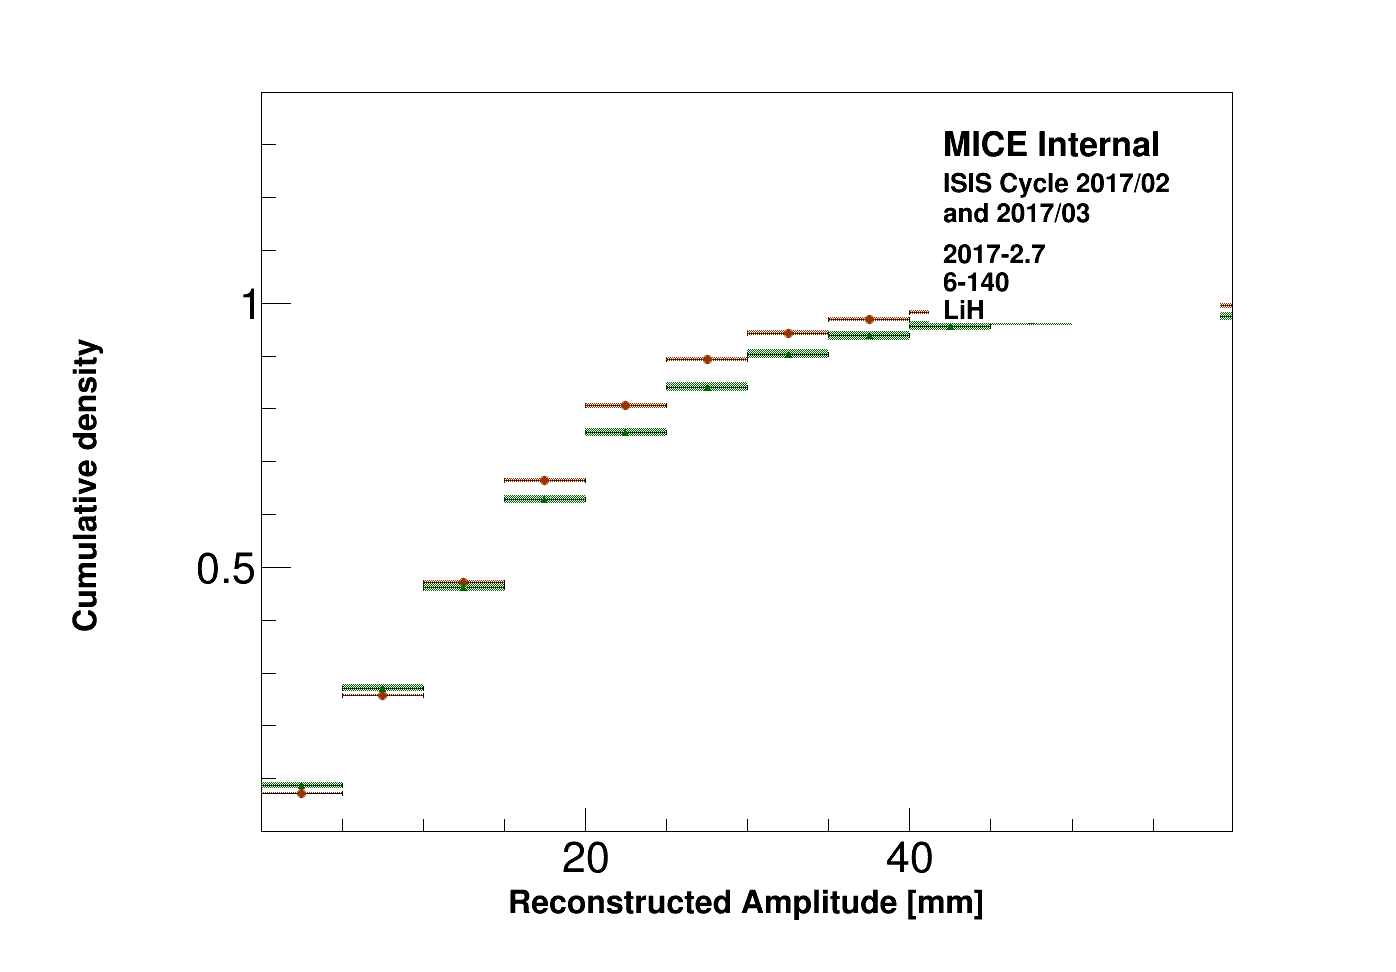 MICE Internal
ISIS Cycle 2017/02
and 2017/03
2017-2.7
6-140
LiH
1
0.5
Cumulative density
20
40
Reconstructed Amplitude [mm]